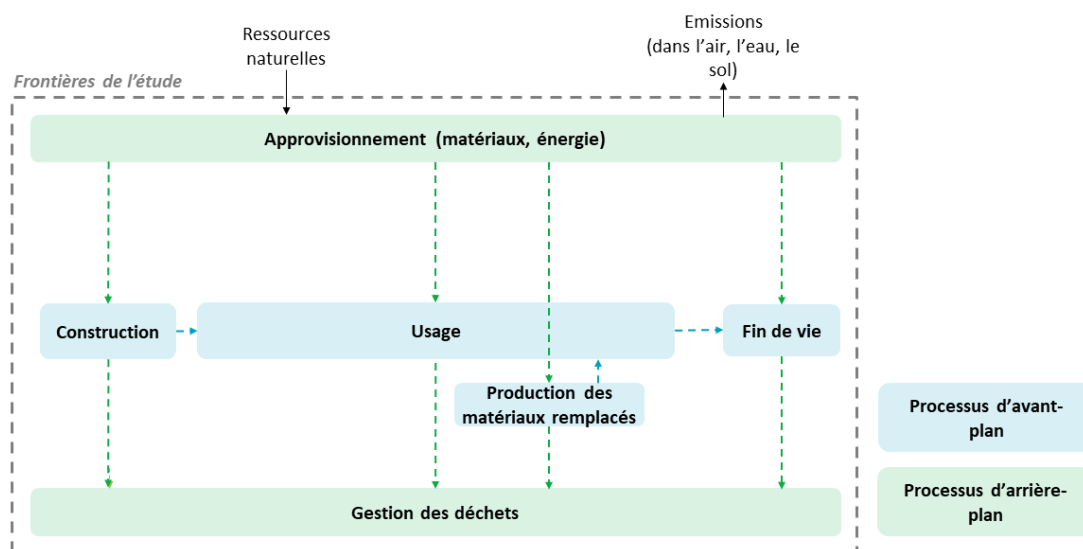 Ressources
naturelles
Emissions
(dans l’air, l’eau, le
sol)
Frontières de l’étude
Approvisionnement (matériaux, énergie)
Construction
Usage
Fin de vie
Production des
matériaux remplacés
Gestion des déchets
Processus d’avant-
plan
Processus d’arrière-
plan